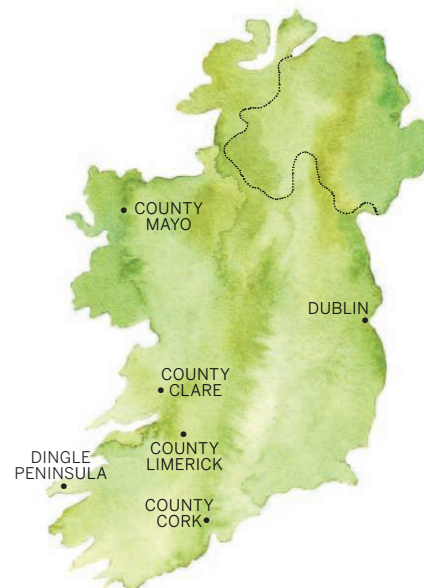 COUNTY
MAYO
DUBLIN
COUNTY
CLARE
COUNTY
LIMERICK
DINGLE
PENINSULA
COUNTY
CORK